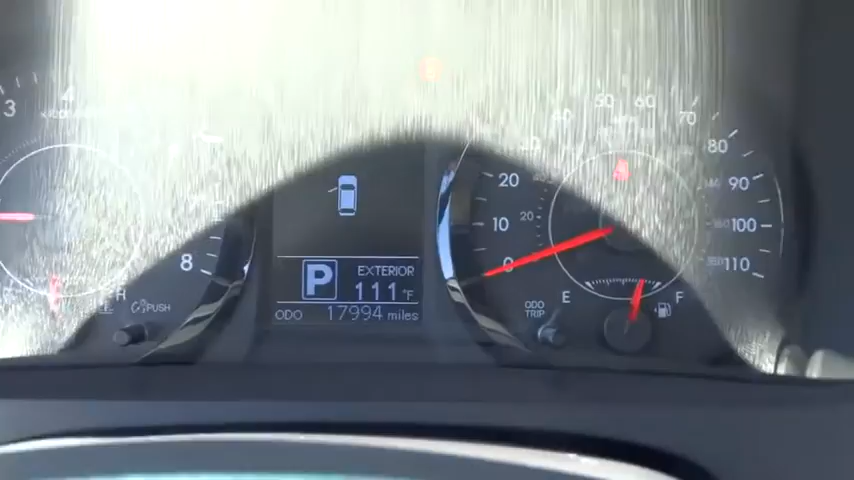 3
4
8
H
PUSH
P
EXTERIOR
111 °F
ODO
17994 miles
0
10
20
50
60
70
80
90
100
110
20
ODO
TRIP
E
F